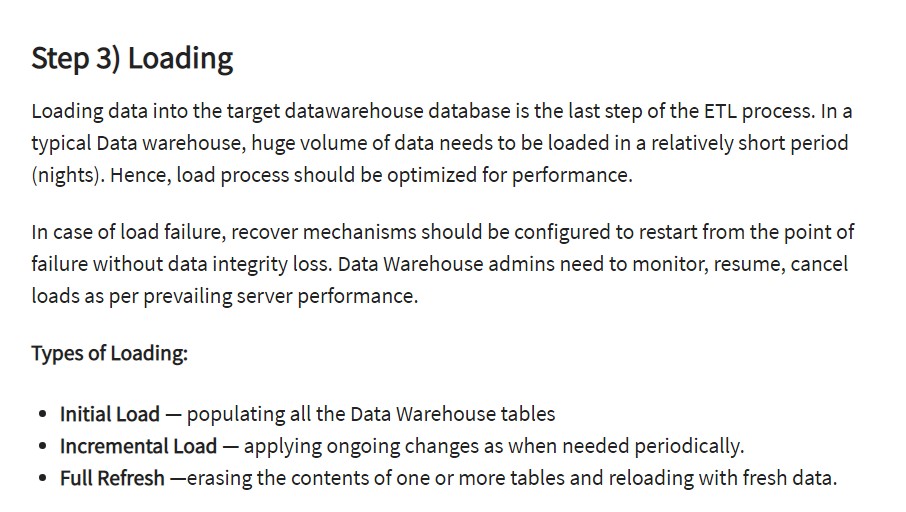 Step 3) Loading
Loading data into the target datawarehouse database is the last step of the ETL process. In a
typical Data warehouse, huge volume of data needs to be loaded in a relatively short period
(nights). Hence, load process should be optimized for performance.
In case of load failure, recover mechanisms should be configured to restart from the point of
failure without data integrity loss. Data Warehouse admins need to monitor, resume, cancel
loads as per prevailing server performance.
Types of Loading:
• Initial Load — populating all the Data Warehouse tables
• Incremental Load — applying ongoing changes as when needed periodically.
• Full Refresh —erasing the contents of one or more tables and reloading with fresh data.